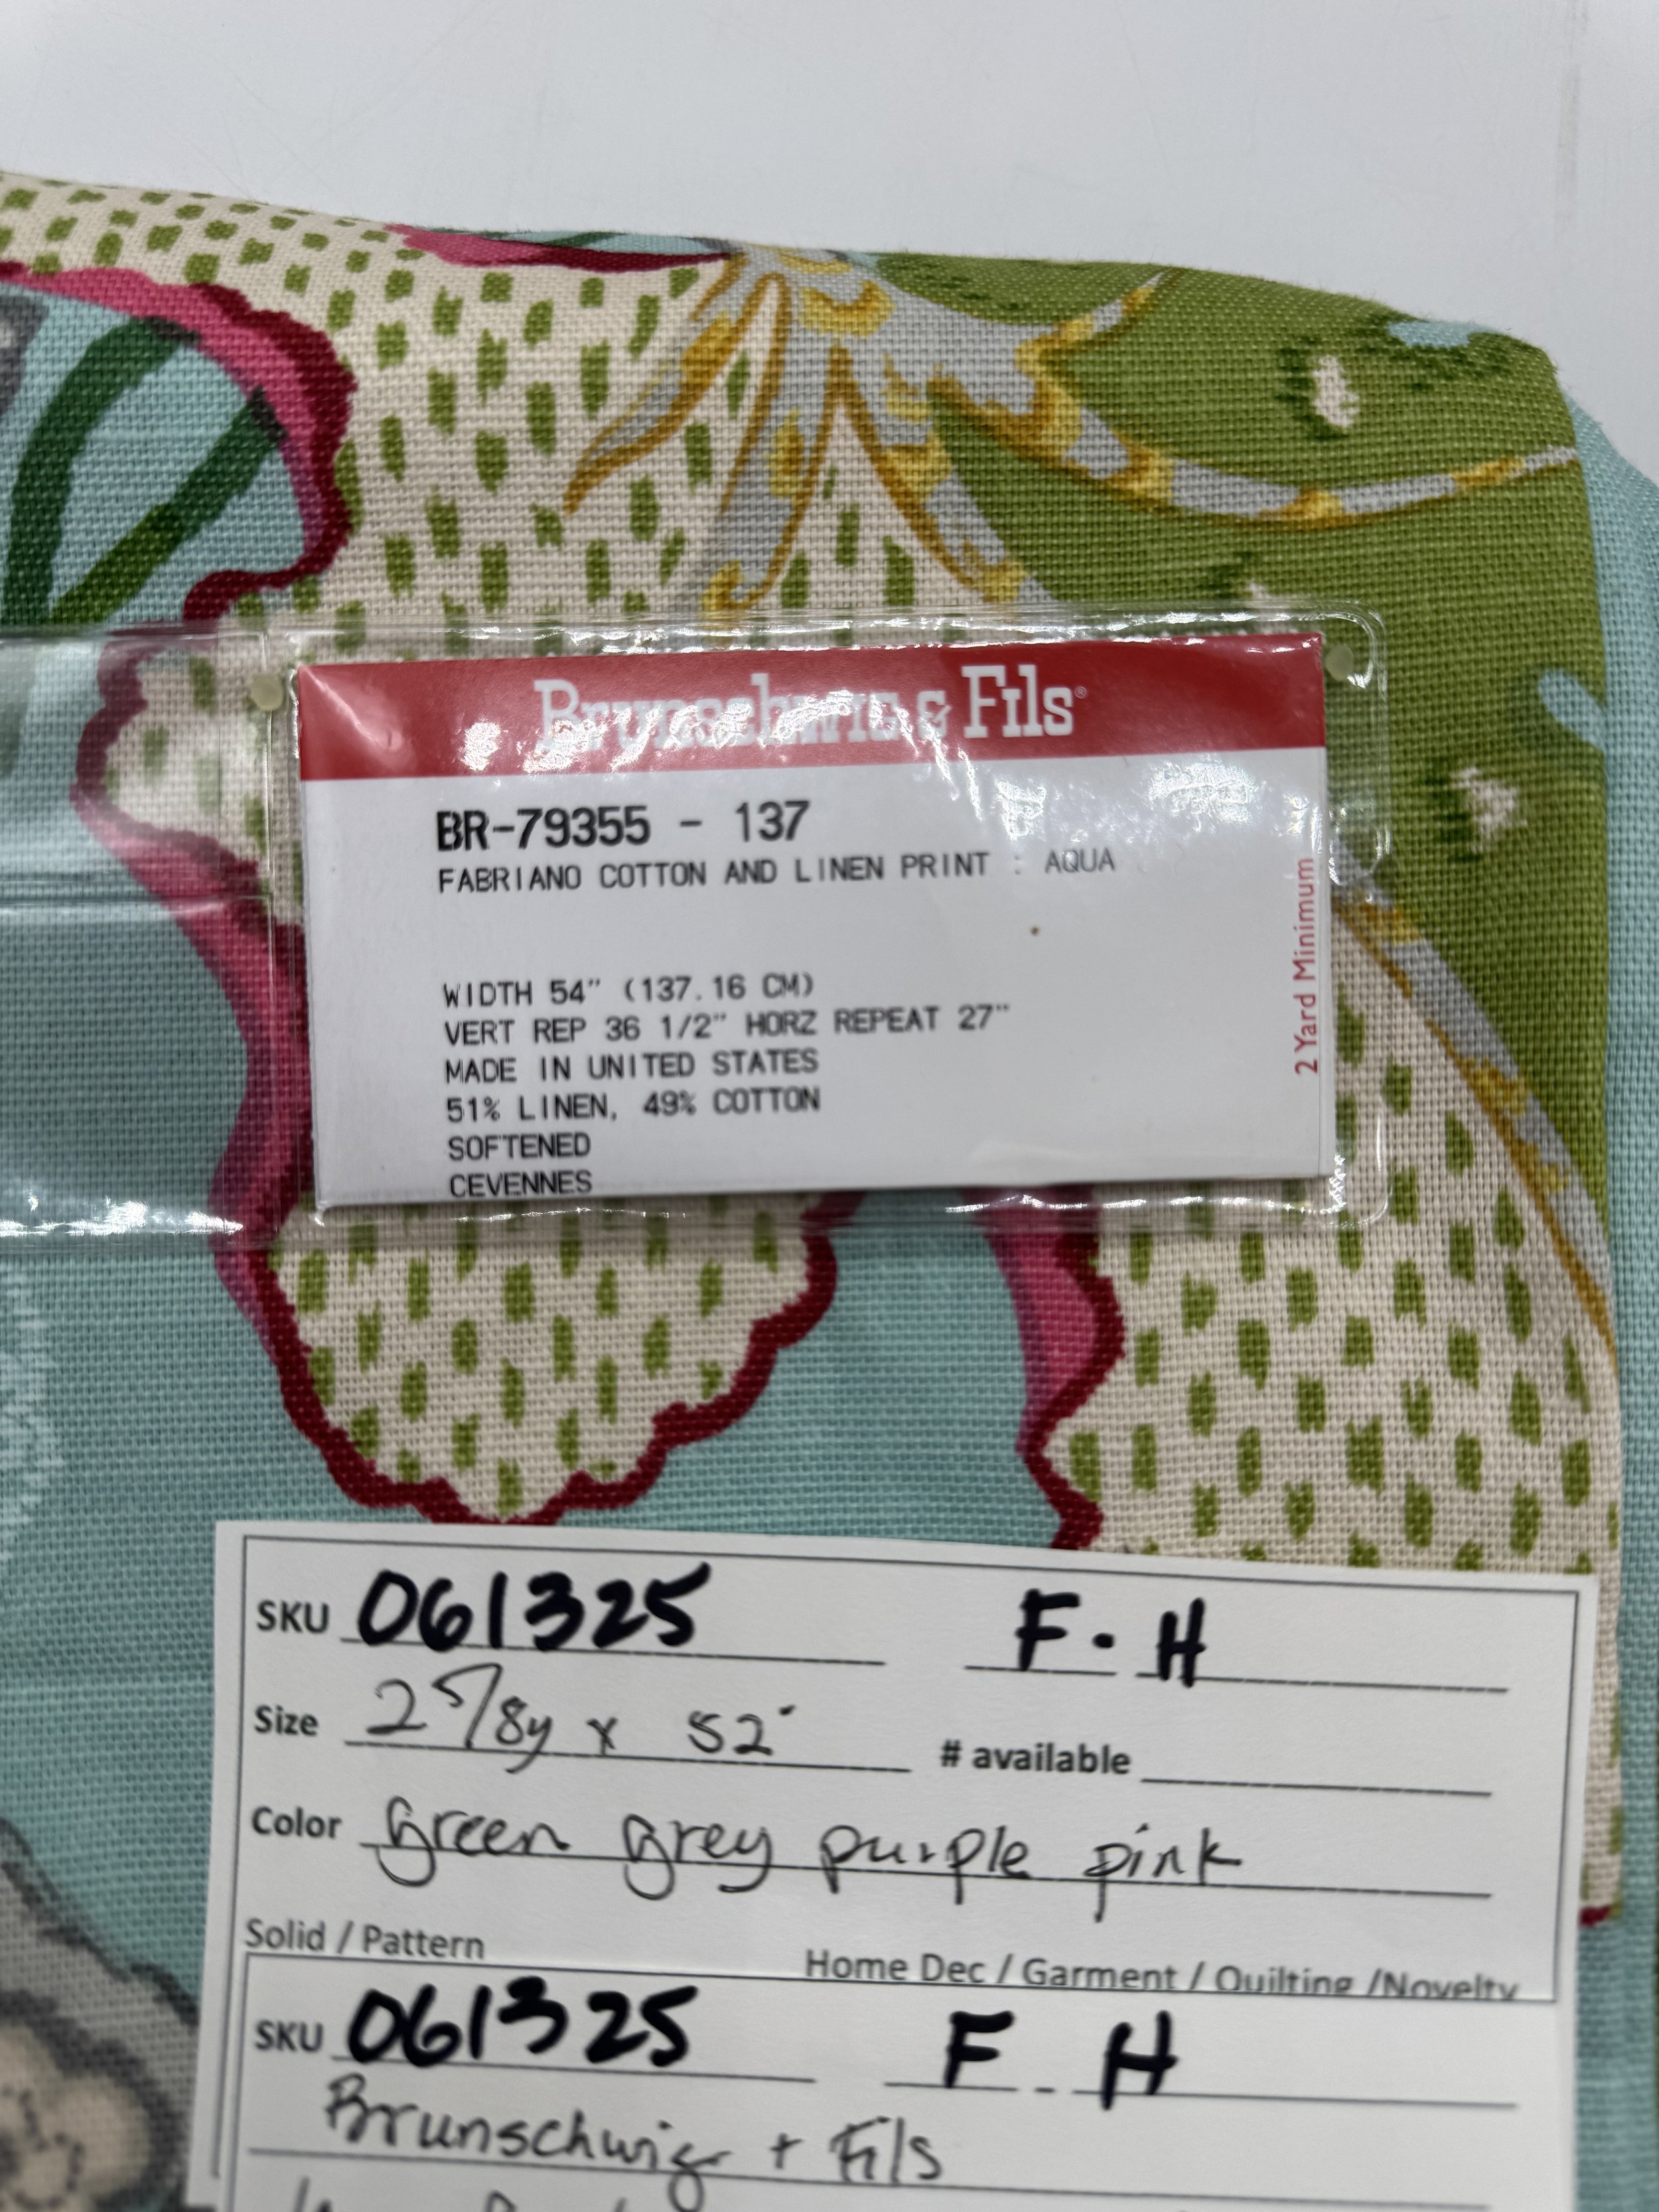 Brunschwig & Fils®
BR-79355 - 137
FABRIANO COTTON AND LINEN PRINT : AQUA
WIDTH 54" (137.16 CM)
VERT REP 36 1/2" HORZ REPEAT 27"
MADE IN UNITED STATES
51% LINEN, 49% COTTON
SOFTENED
CEVENNES
2 Yard Minimum
SKU 061325 F. H
Size 2 5/8y x 52" # available
Color Green Grey purple pink
Solid / Pattern Home Dec / Garment / Quilting /Novelty
SKU 061325 F - H
Brunschwig + Fils